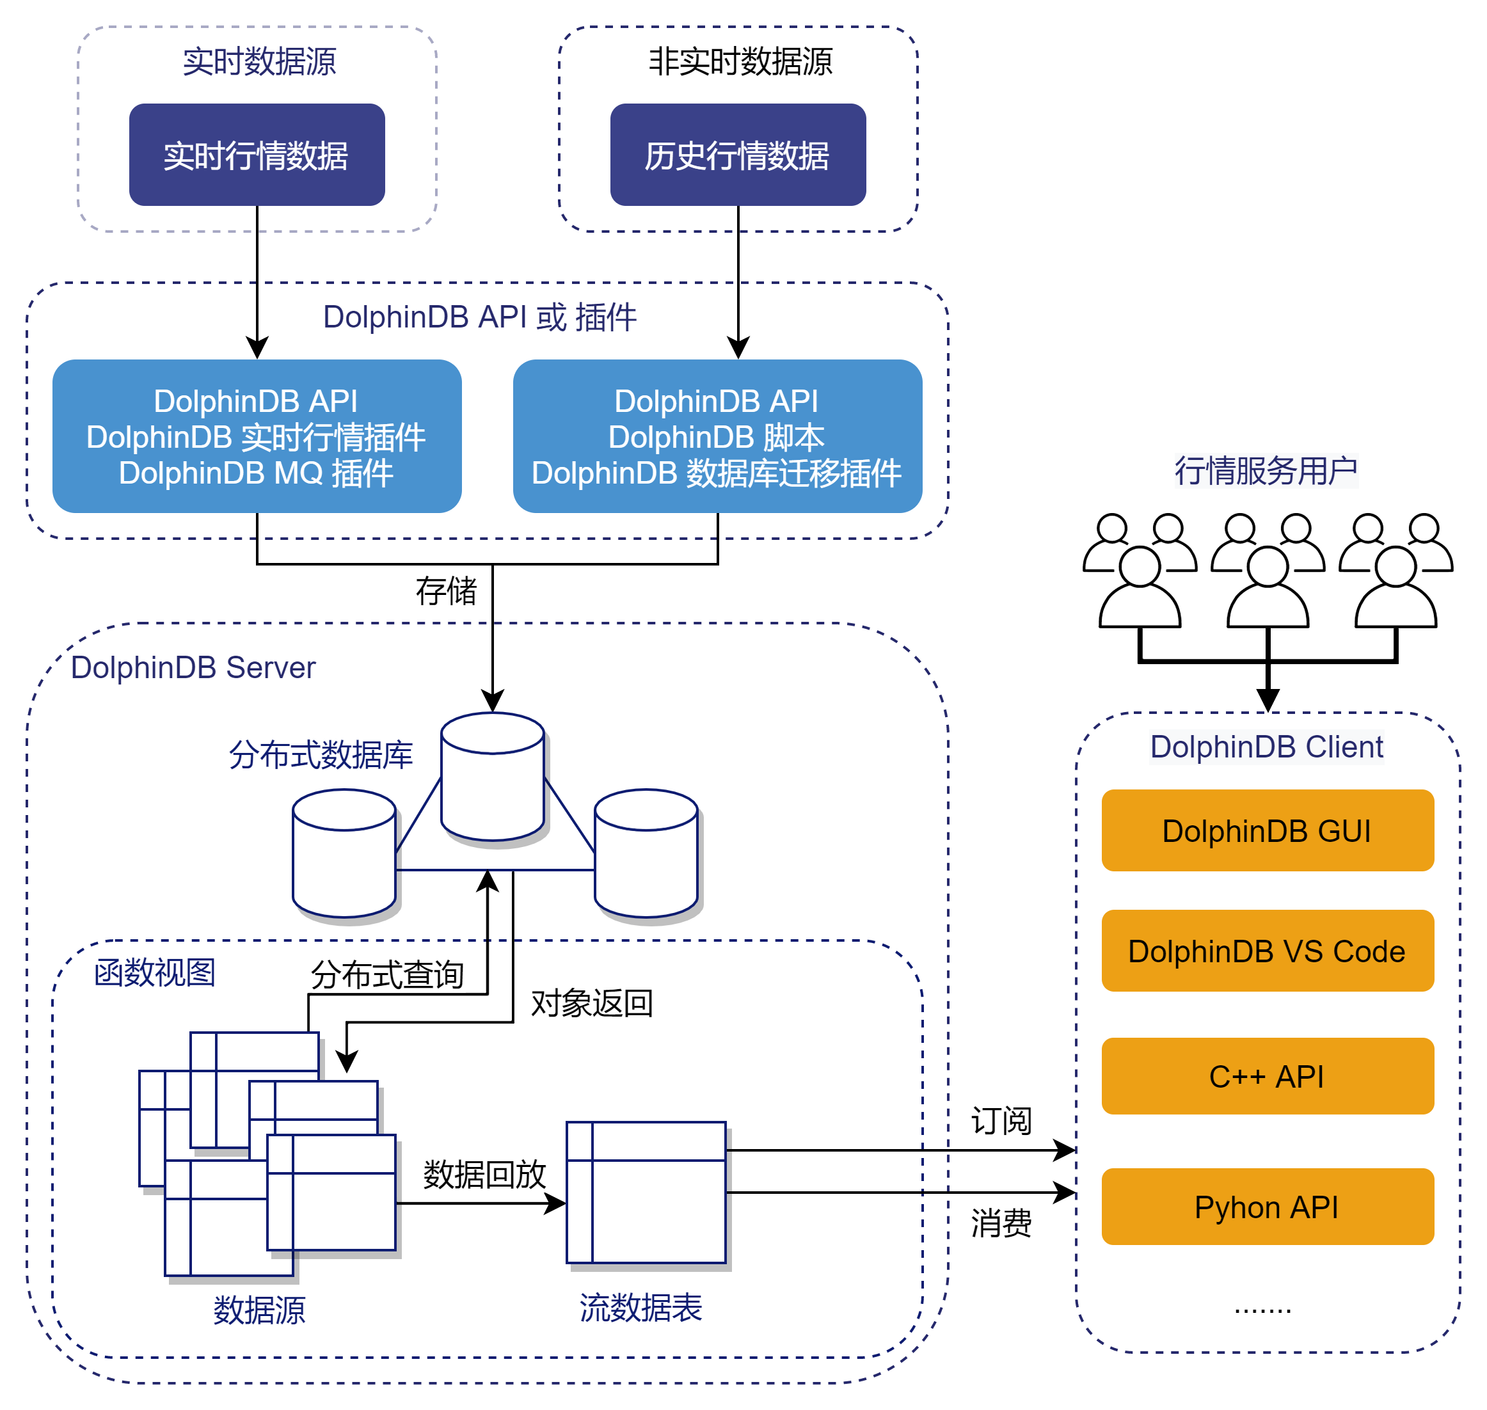 实时数据源
非实时数据源
实时行情数据
历史行情数据
DolphinDB API 或 插件
DolphinDB API
DolphinDB 实时行情插件
DolphinDB MQ 插件
DolphinDB API
DolphinDB 脚本
DolphinDB 数据库迁移插件
存储
行情服务用户
DolphinDB Server
分布式数据库
函数视图
分布式查询
对象返回
数据回放
数据源
流数据表
订阅
消费
DolphinDB Client
DolphinDB GUI
DolphinDB VS Code
C++ API
Pyhon API
.......